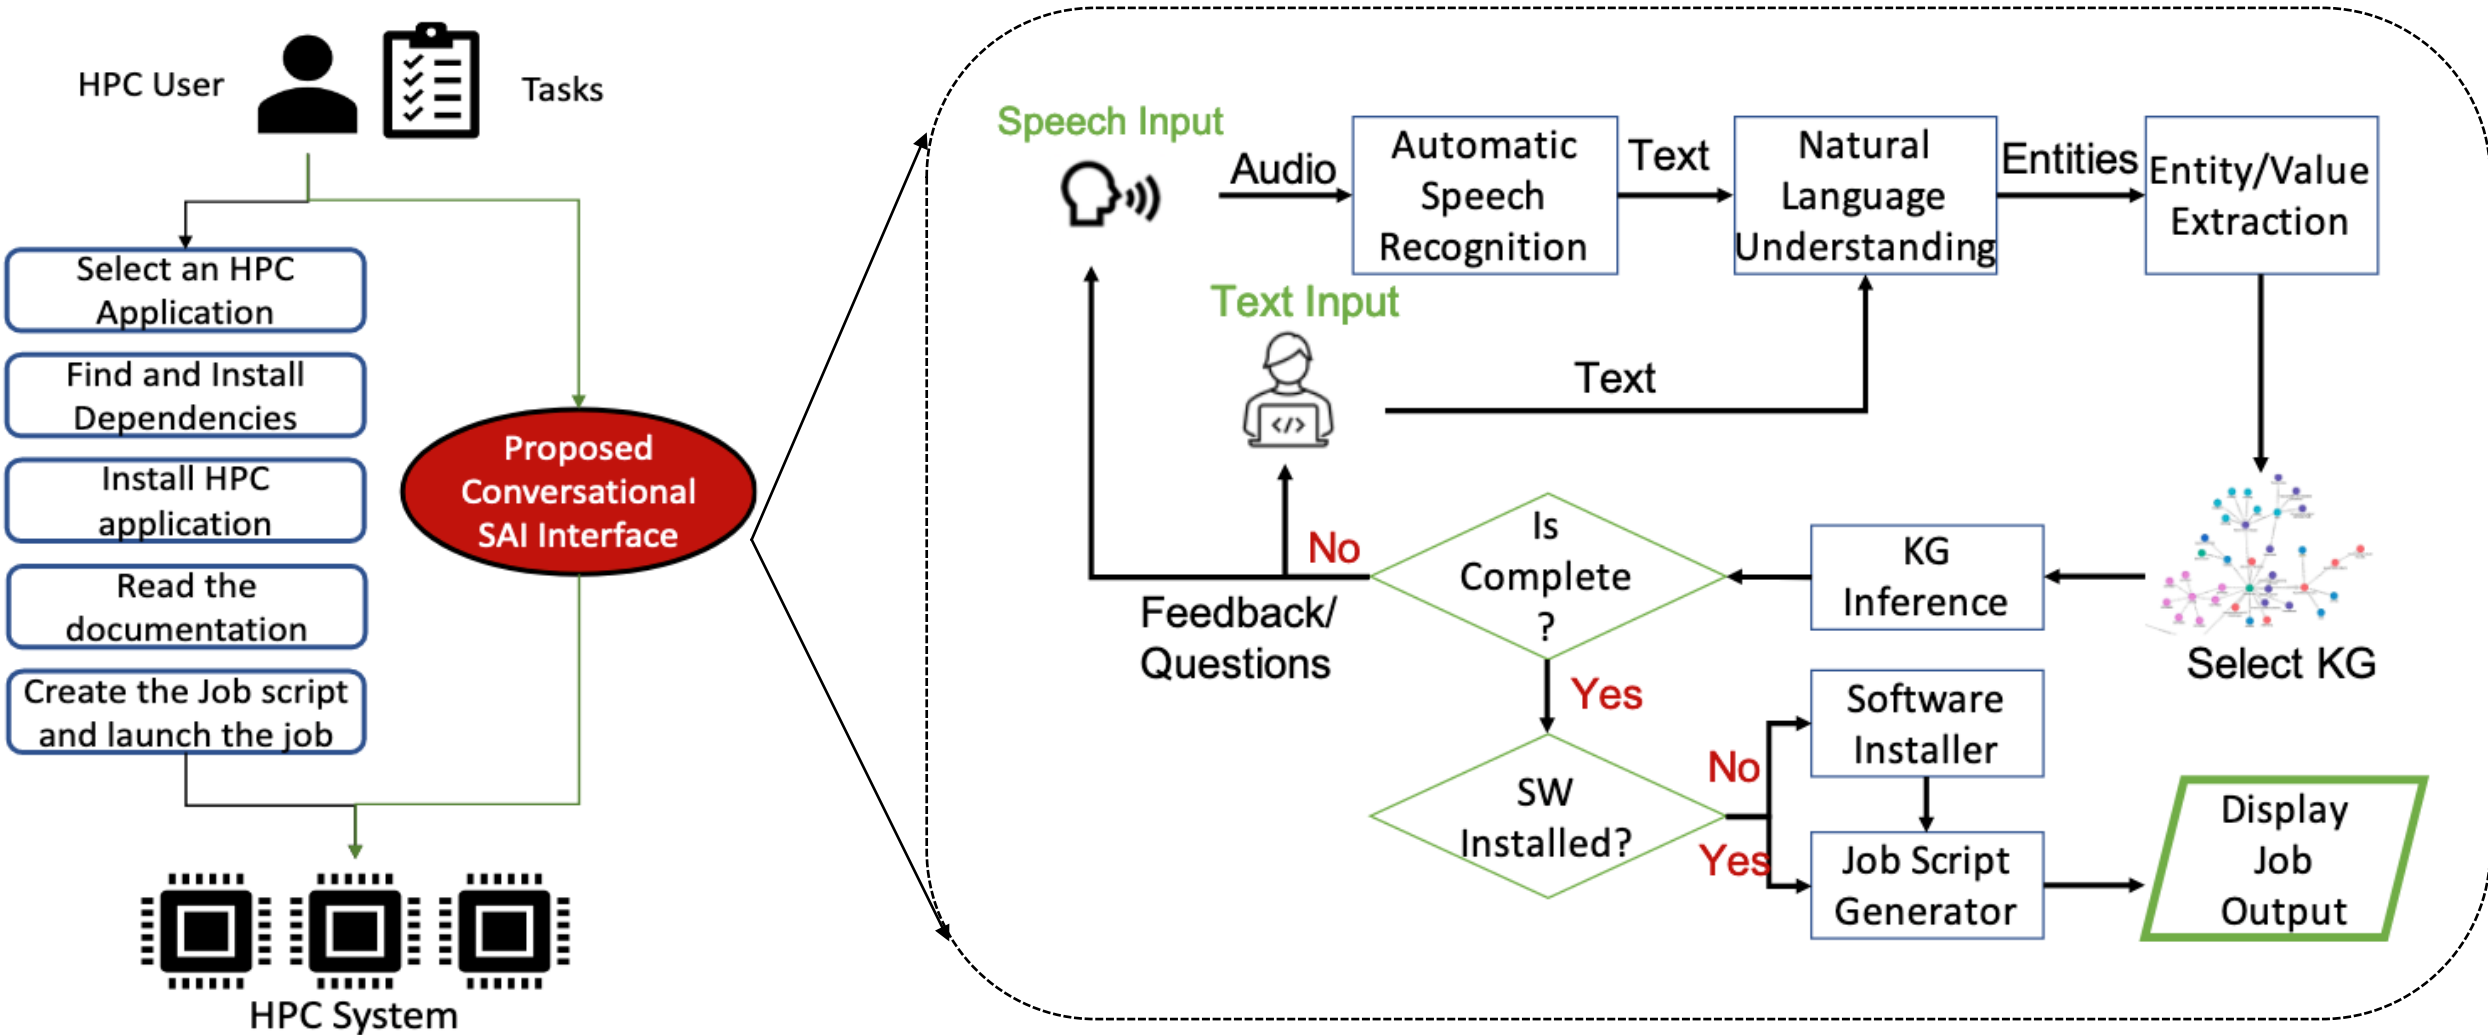 HPC User
Tasks
Select an HPC
Application
Find and Install
Dependencies
Install HPC
application
Read the
documentation
Create the Job script
and launch the job
Proposed
Conversational
SAI Interface
HPC System
Speech Input
Audio
Automatic
Speech
Recognition
Text
Natural
Language
Understanding
Entities
Entity/Value
Extraction
Text Input
</>
Text
Select KG
KG
Inference
Is
Complete
?
No
Feedback/
Questions
Yes
SW
Installed?
No
Yes
Software
Installer
Job Script
Generator
Display
Job
Output